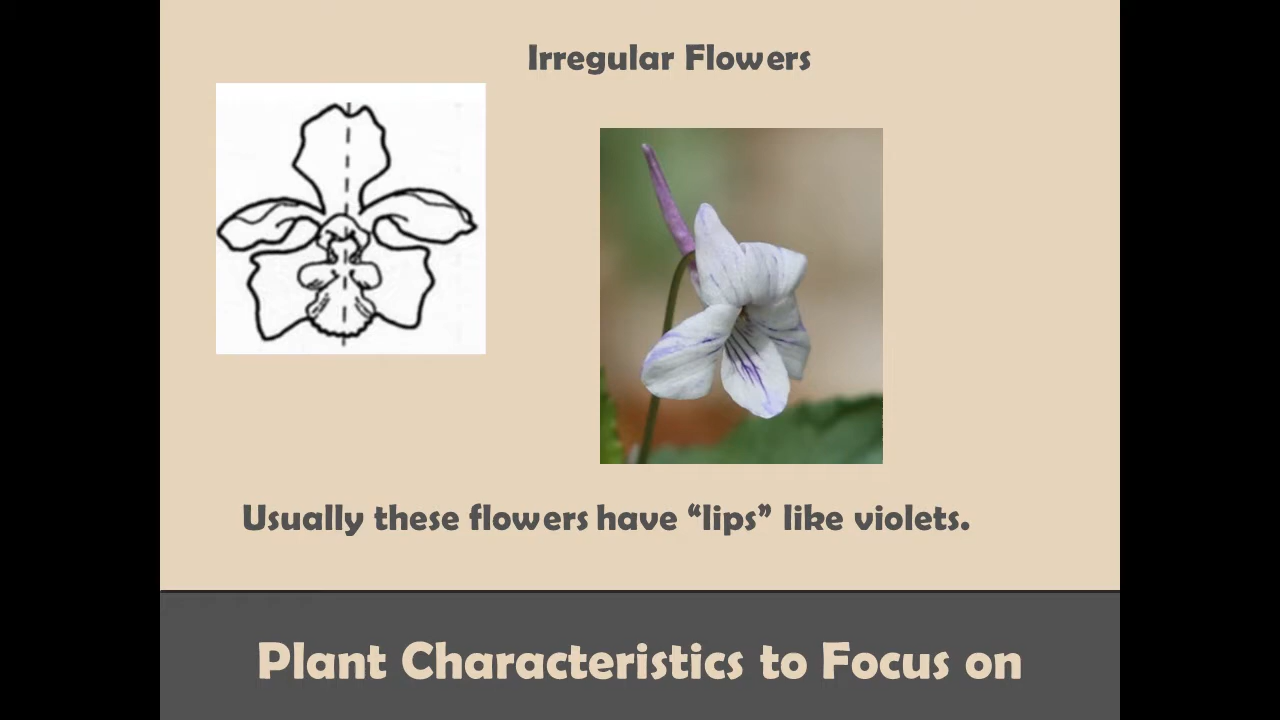 Irregular Flowers
Usually these flowers have “lips” like violets.
Plant Characteristics to Focus on